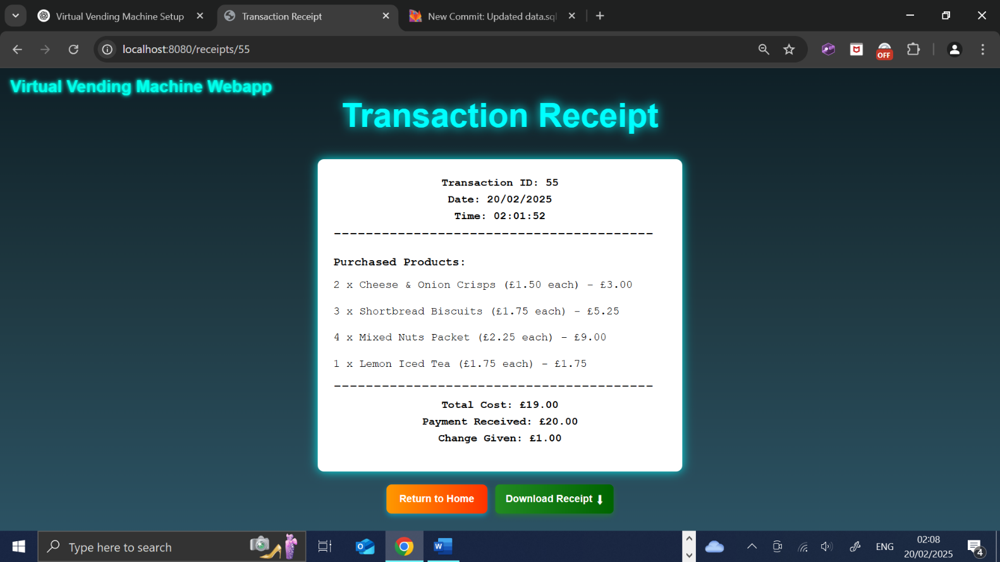 Virtual Vending Machine Setup
Transaction Receipt
New Commit: Updated data.sql
localhost:8080/receipts/55
OFF
Virtual Vending Machine Webapp
Transaction Receipt
Transaction ID: 55
Date: 20/02/2025
Time: 02:01:52
----------------------------------------
Purchased Products:
2 x Cheese & Onion Crisps (£1.50 each) - £3.00
3 x Shortbread Biscuits (£1.75 each) - £5.25
4 x Mixed Nuts Packet (£2.25 each) - £9.00
1 x Lemon Iced Tea (£1.75 each) - £1.75
----------------------------------------
Total Cost: £19.00
Payment Received: £20.00
Change Given: £1.00
Return to Home
Download Receipt ⬇
Type here to search
ENG
02:08
20/02/2025
4